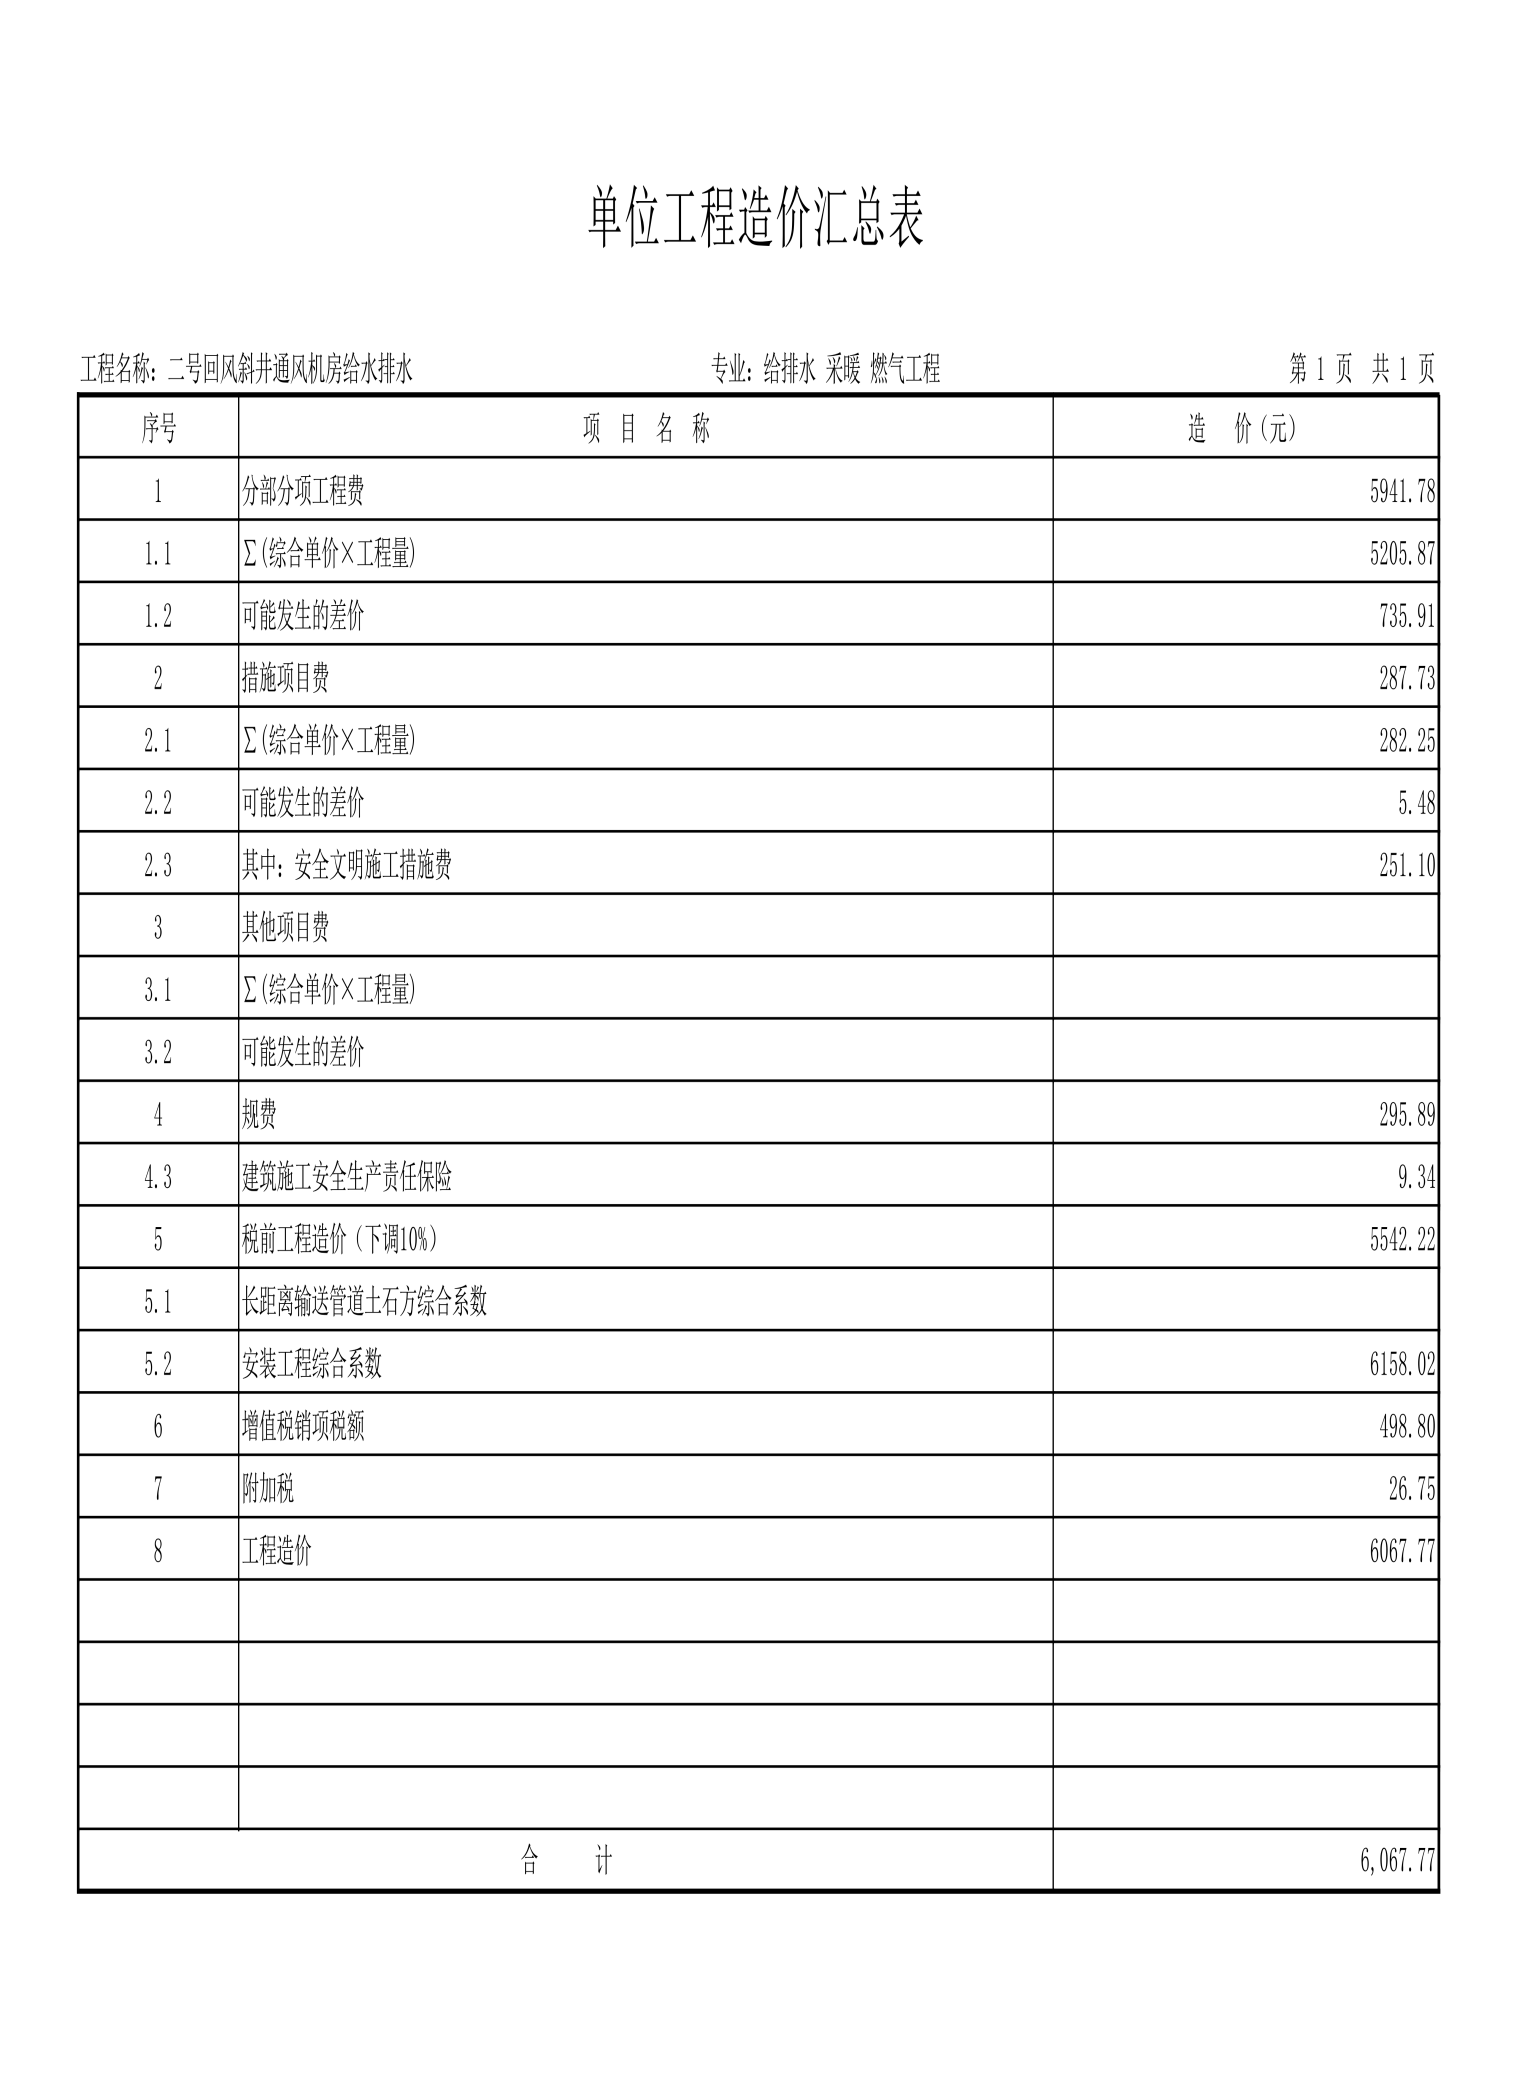 单位工程造价汇总表
工程名称：二号回风斜井通风机房给水排水 专业：给排水 采暖 燃气工程 第 1 页 共 1 页
序号 项 目 名 称 造 价(元)
1 分部分项工程费 5941.78
1.1 ∑(综合单价×工程量) 5205.87
1.2 可能发生的差价 735.91
2 措施项目费 287.73
2.1 ∑(综合单价×工程量) 282.25
2.2 可能发生的差价 5.48
2.3 其中：安全文明施工措施费 251.10
3 其他项目费
3.1 ∑(综合单价×工程量)
3.2 可能发生的差价
4 规费 295.89
4.3 建筑施工安全生产责任保险 9.34
5 税前工程造价（下调10%） 5542.22
5.1 长距离输送管道土石方综合系数
5.2 安装工程综合系数 6158.02
6 增值税销项税额 498.80
7 附加税 26.75
8 工程造价 6067.77
合 计 6,067.77